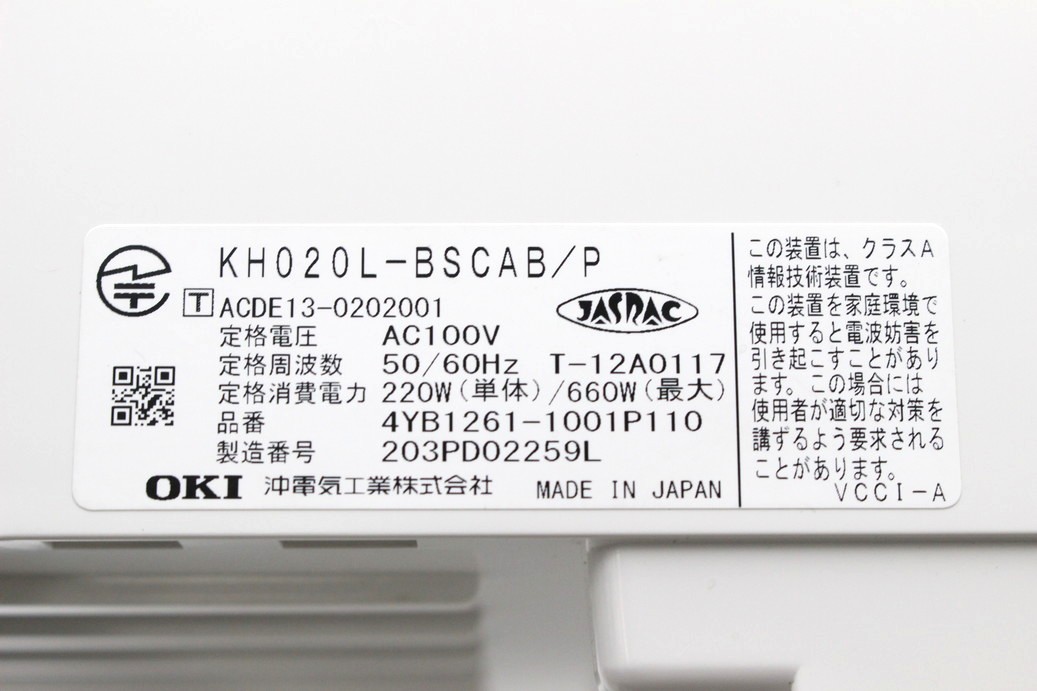 KH020L-BSCAB/P
T ACDE13-0202001
JASPAC
定格電圧 AC100V
定格周波数 50/60Hz T-12A0117
定格消費電力 220W(単体)/660W(最大)
品番 4YB1261-1001P110
製造番号 203PD02259L
OKI 沖電気工業株式会社 MADE IN JAPAN
この装置は、クラスA
情報技術装置です。
この装置を家庭環境で
使用すると電波妨害を
引き起こすことがあり
ます。この場合には
使用者が適切な対策を
講ずるよう要求される
ことがあります。
VCCI-A